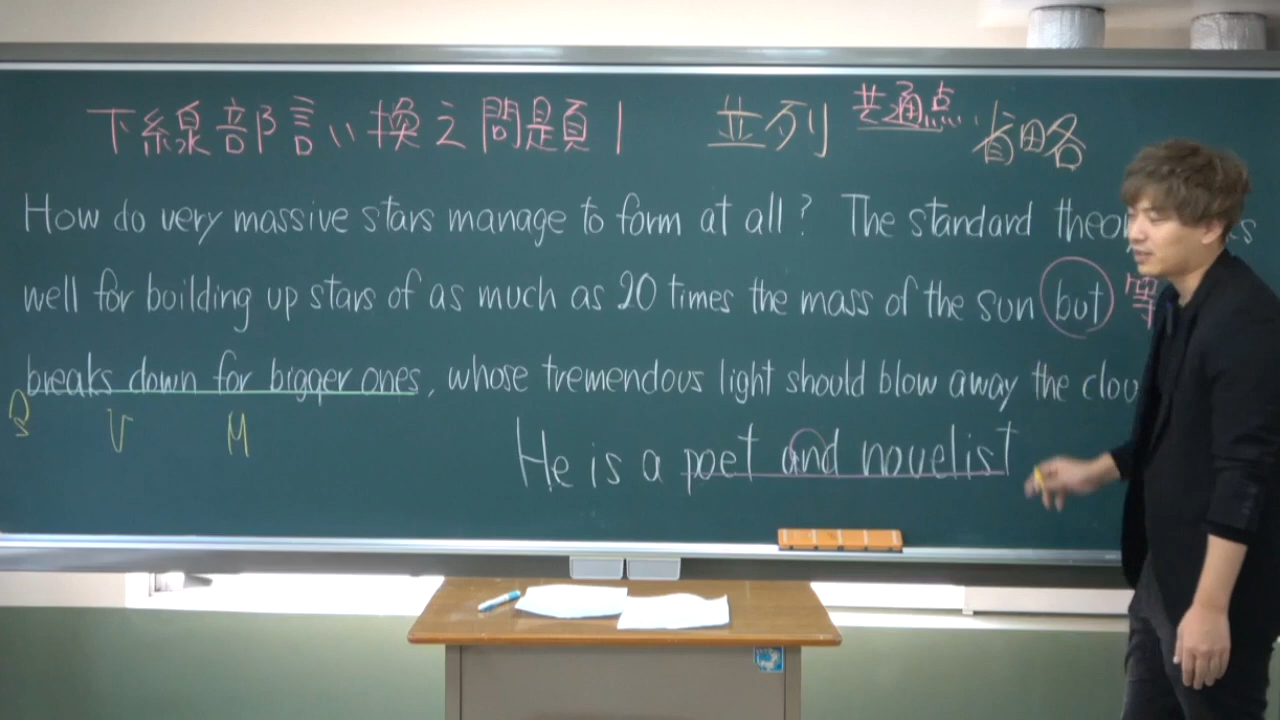 下線部言い換え問題1 並列 共通点 省略
How do very massive stars manage to form at all? The standard
well for building up stars of as much as 20 times the mass of the sun but 等
breaks down for bigger ones, whose tremendous light should blow away the
S V M
He is a poet and novelist